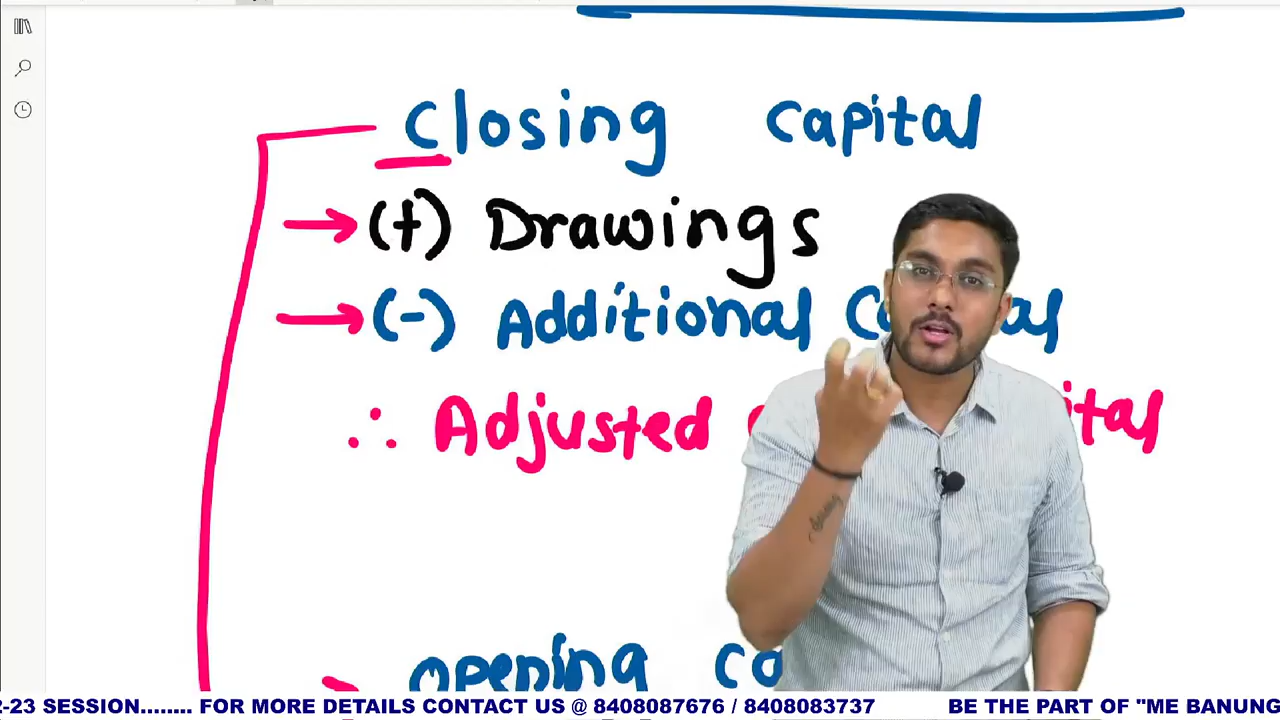 Closing Capital
(+) Drawings
(-) Additional
∴ Adjusted
opening
2-23 SESSION........ FOR MORE DETAILS CONTACT US @ 8408087676 / 8408083737 BE THE PART OF "ME BANUNG